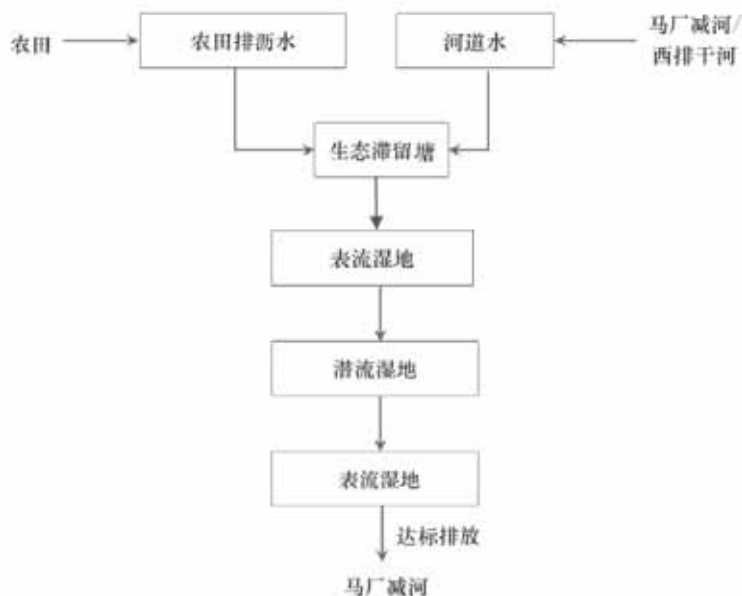 农田
农田排沥水
河道水
马厂减河/
西排干河
生态滞留塘
表流湿地
潜流湿地
表流湿地
达标排放
马厂减河